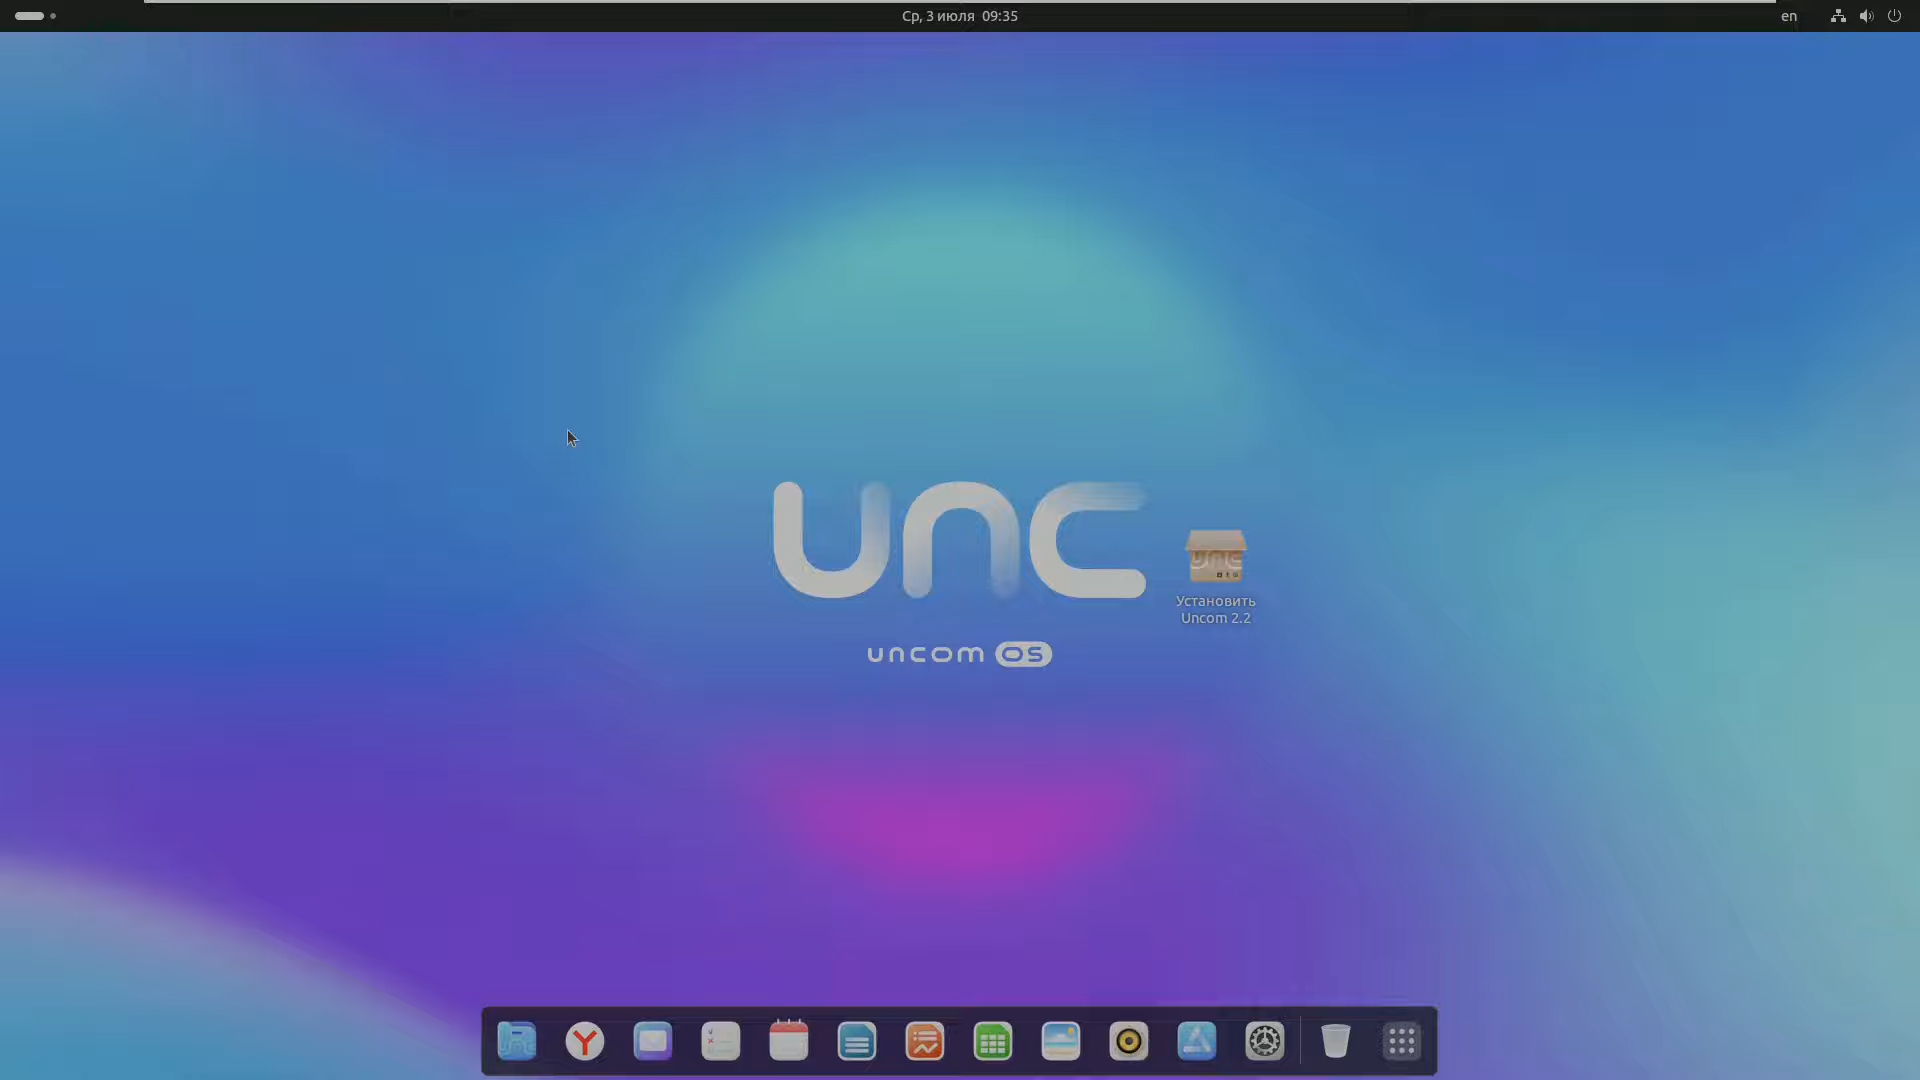 Ср, 3 июля 09:35
en
unc
Установить
Uncom 2.2
uncom OS